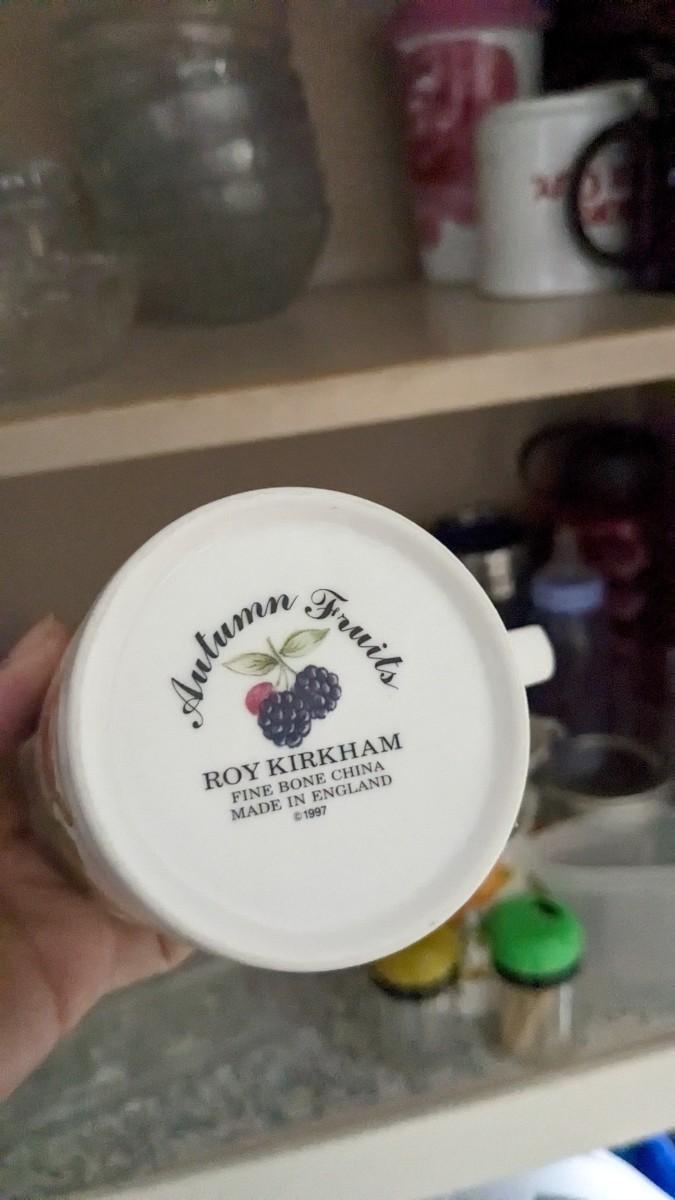 Autumn Fruits
ROY KIRKHAM
FINE BONE CHINA
MADE IN ENGLAND
©1997